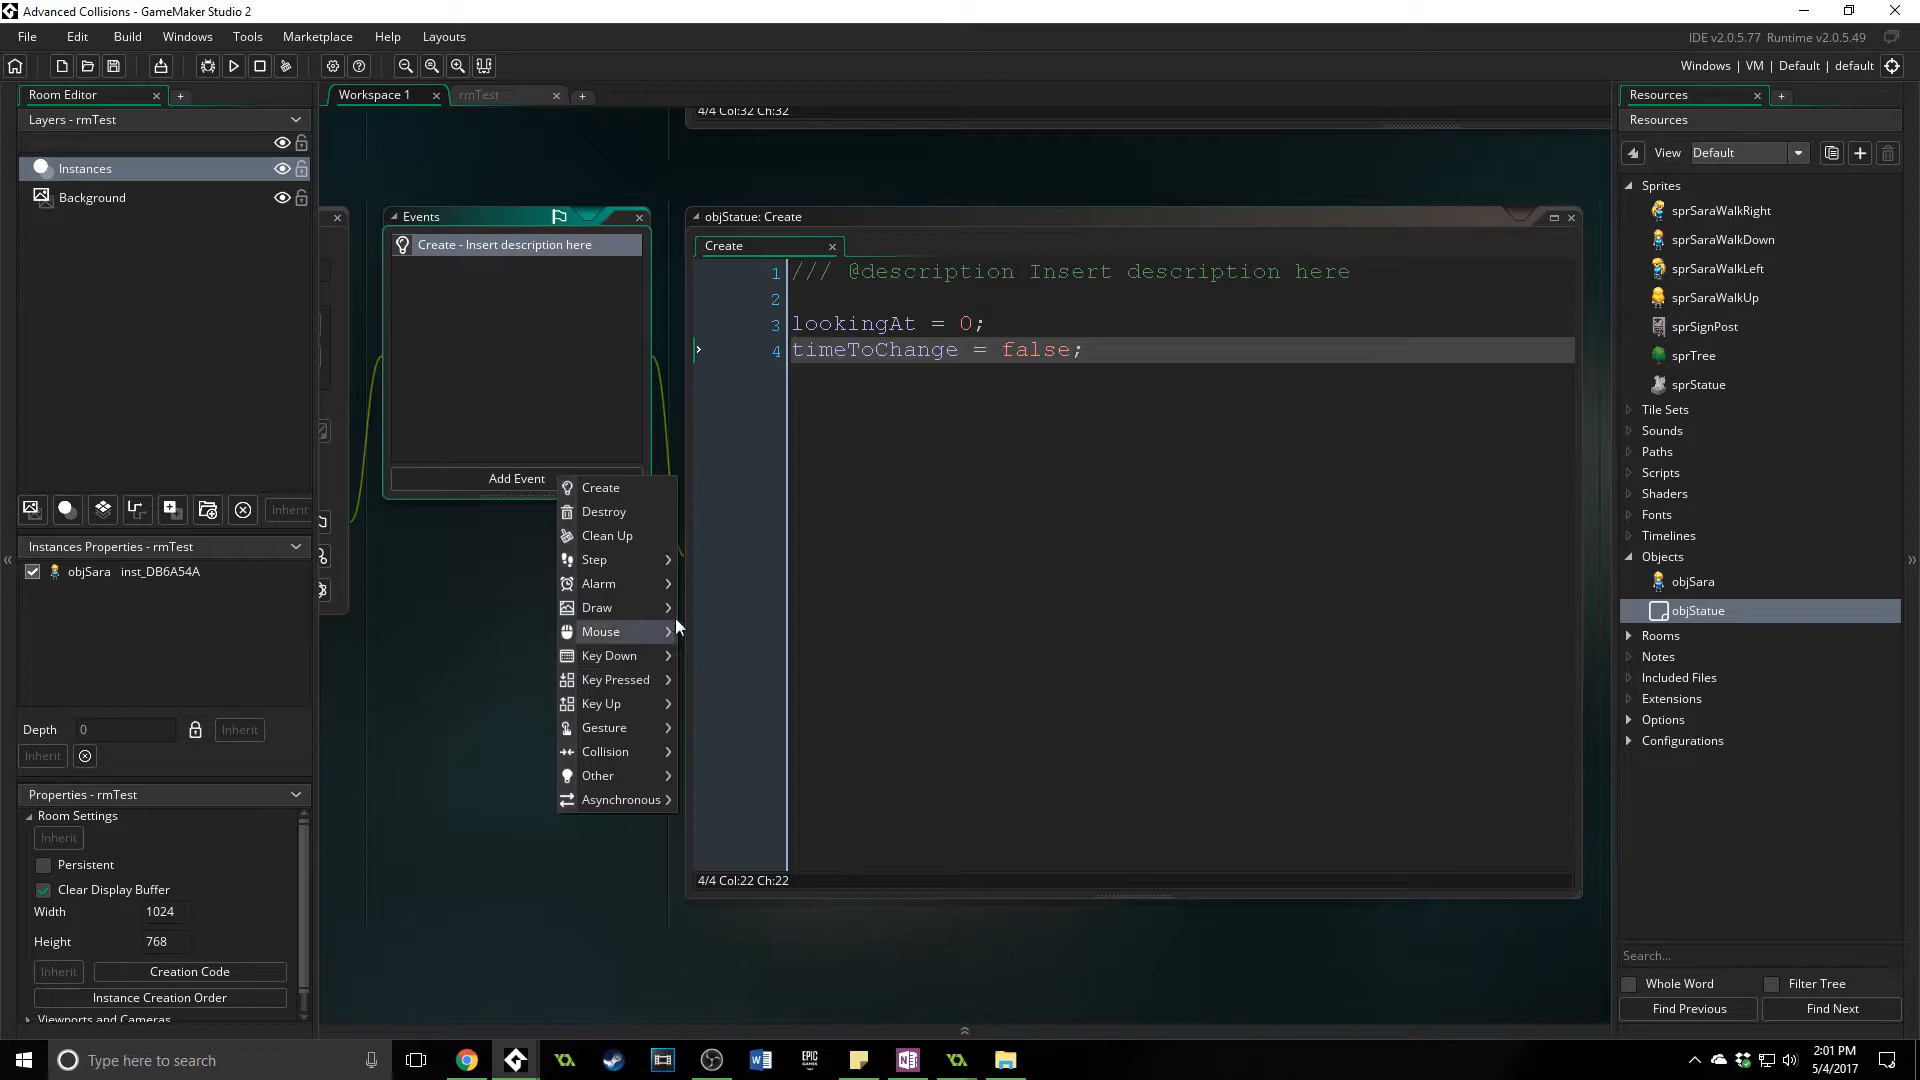 Advanced Collisions - GameMaker Studio 2
File Edit Build Windows Tools Marketplace Help Layouts
IDE v2.0.5.77 Runtime v2.0.5.49
Windows | VM | Default | default
Room Editor
Layers - rmTest
Instances
Background
Inherit
Instances Properties - rmTest
objSara inst_DB6A54A
Depth 0 Inherit
Inherit
Properties - rmTest
Room Settings
Inherit
Persistent
Clear Display Buffer
Width 1024
Height 768
Inherit Creation Code
Instance Creation Order
Viewports and Cameras
Workspace 1
rmTest
4/4 Col:32 Ch:32
Events
Create - Insert description here
Add Event
Create
Destroy
Clean Up
Step
Alarm
Draw
Mouse
Key Down
Key Pressed
Key Up
Gesture
Collision
Other
Asynchronous
objStatue: Create
Create
1 /// @description Insert description here
2
3 lookingAt = 0;
4 timeToChange = false;
4/4 Col:22 Ch:22
Resources
Resources
View Default
Sprites
sprSaraWalkRight
sprSaraWalkDown
sprSaraWalkLeft
sprSaraWalkUp
sprSignPost
sprTree
sprStatue
Tile Sets
Sounds
Paths
Scripts
Shaders
Fonts
Timelines
Objects
objSara
objStatue
Rooms
Notes
Included Files
Extensions
Options
Configurations
Search...
Whole Word Filter Tree
Find Previous Find Next
Type here to search
EPIC GAMES
2:01 PM
5/4/2017